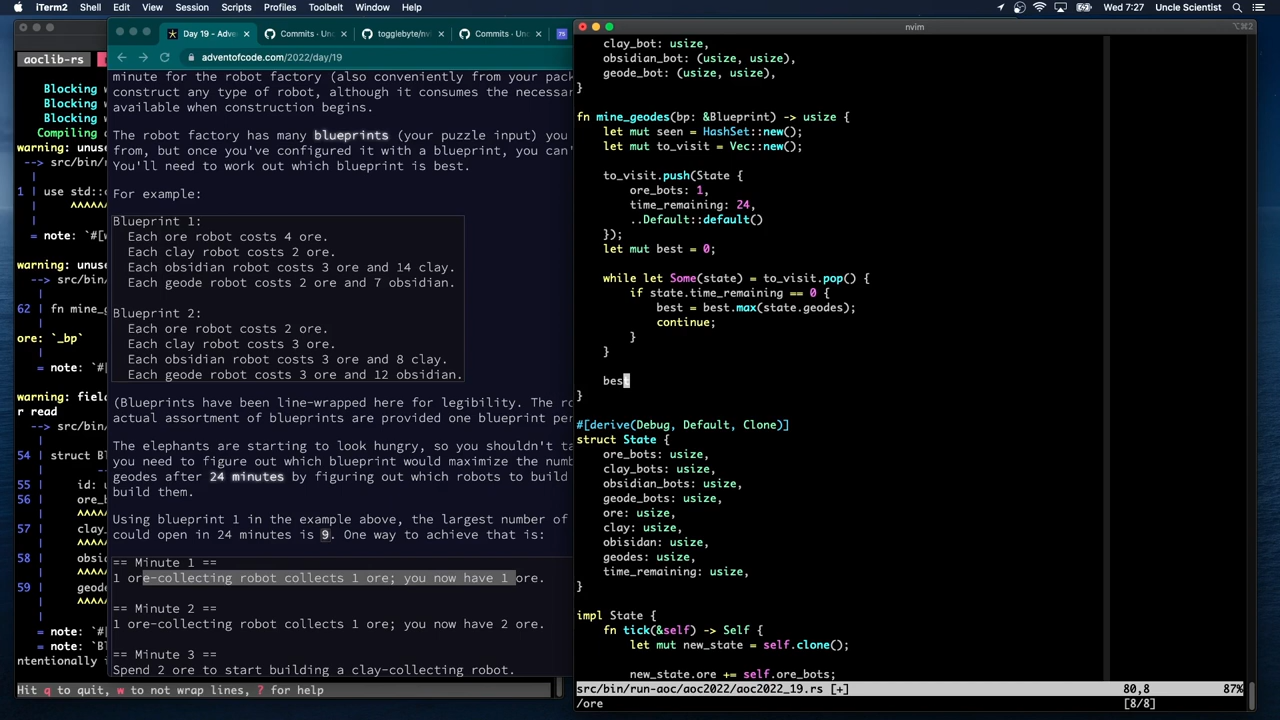 iTerm2 Shell Edit View Session Scripts Profiles Toolbelt Window Help
Wed 7:27 Uncle Scientist
aoclib-rs
Blocking
Blocking
Blocking
Compiling
warning: unus
--> src/bin/r
|
1 | use std::c
| ^^^^^
|
= note: `#[w
warning: unuse
--> src/bin/
|
62 | fn mine_g
|
ore: `_bp`
|
= note: `#[
warning: field
r read
--> src/bin/
|
54 | struct Bl
| --
55 | id: u
56 | ore_b
| ^^^^^
57 | clay_
| ^^^^^
58 | obsid
| ^^^^^
59 | geode
| ^^^^^
|
= note: `#[
= note: `Bl
ntentionally i
Hit q to quit, w to not wrap lines, ? for help
Day 19 - Adve
Commits · Unc
togglebyte/nvi
Commits · Unc
adventofcode.com/2022/day/19
minute for the robot factory (also conveniently from your pack
construct any type of robot, although it consumes the necessar
available when construction begins.
The robot factory has many blueprints (your puzzle input) you
from, but once you've configured it with a blueprint, you can'
You'll need to work out which blueprint is best.
For example:
Blueprint 1:
Each ore robot costs 4 ore.
Each clay robot costs 2 ore.
Each obsidian robot costs 3 ore and 14 clay.
Each geode robot costs 2 ore and 7 obsidian.
Blueprint 2:
Each ore robot costs 2 ore.
Each clay robot costs 3 ore.
Each obsidian robot costs 3 ore and 8 clay.
Each geode robot costs 3 ore and 12 obsidian.
(Blueprints have been line-wrapped here for legibility. The ro
actual assortment of blueprints are provided one blueprint per
The elephants are starting to look hungry, so you shouldn't ta
you need to figure out which blueprint would maximize the numb
geodes after 24 minutes by figuring out which robots to build
build them.
Using blueprint 1 in the example above, the largest number of
could open in 24 minutes is 9. One way to achieve that is:
== Minute 1 ==
1 ore-collecting robot collects 1 ore; you now have 1 ore.
== Minute 2 ==
1 ore-collecting robot collects 1 ore; you now have 2 ore.
== Minute 3 ==
Spend 2 ore to start building a clay-collecting robot.
nvim
⌥⌘2
clay_bot: usize,
obsidian_bot: (usize, usize),
geode_bot: (usize, usize),
}
fn mine_geodes(bp: &Blueprint) -> usize {
let mut seen = HashSet::new();
let mut to_visit = Vec::new();
to_visit.push(State {
ore_bots: 1,
time_remaining: 24,
..Default::default()
});
let mut best = 0;
while let Some(state) = to_visit.pop() {
if state.time_remaining == 0 {
best = best.max(state.geodes);
continue;
}
}
best
}
#[derive(Debug, Default, Clone)]
struct State {
ore_bots: usize,
clay_bots: usize,
obsidian_bots: usize,
geode_bots: usize,
ore: usize,
clay: usize,
obisidan: usize,
geodes: usize,
time_remaining: usize,
}
impl State {
fn tick(&self) -> Self {
let mut new_state = self.clone();
new_state.ore += self.ore_bots;
src/bin/run-aoc/aoc2022/aoc2022_19.rs [+] 80,8 87%
/ore [8/8]